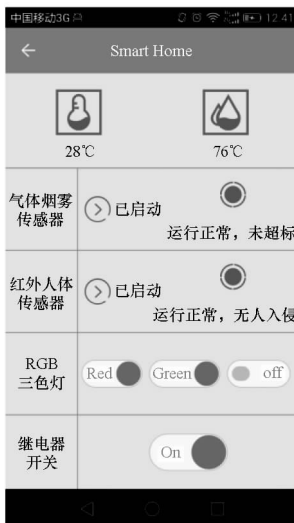 中国移动3G 12:41
Smart Home
28℃ 76℃
气体烟雾
传感器
已启动
运行正常，未超标
红外人体
传感器
已启动
运行正常，无人入侵
RGB
三色灯
Red Green off
继电器
开关
On